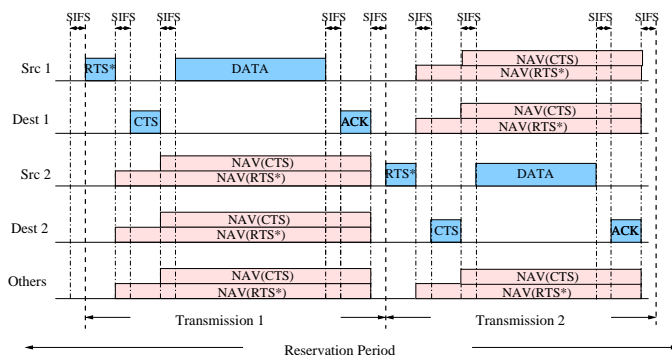 SIFS SIFS SIFS SIFS SIFS SIFS SIFS SIFS SIFS
NAV(CTS)
Src 1 RTS* DATA NAV(RTS*)
NAV(CTS)
Dest 1 CTS ACK NAV(RTS*)
NAV(CTS)
Src 2 NAV(RTS*) RTS* DATA
NAV(CTS)
Dest 2 NAV(RTS*) CTS ACK
NAV(CTS) NAV(CTS)
Others NAV(RTS*) NAV(RTS*)
Transmission 1 Transmission 2
Reservation Period